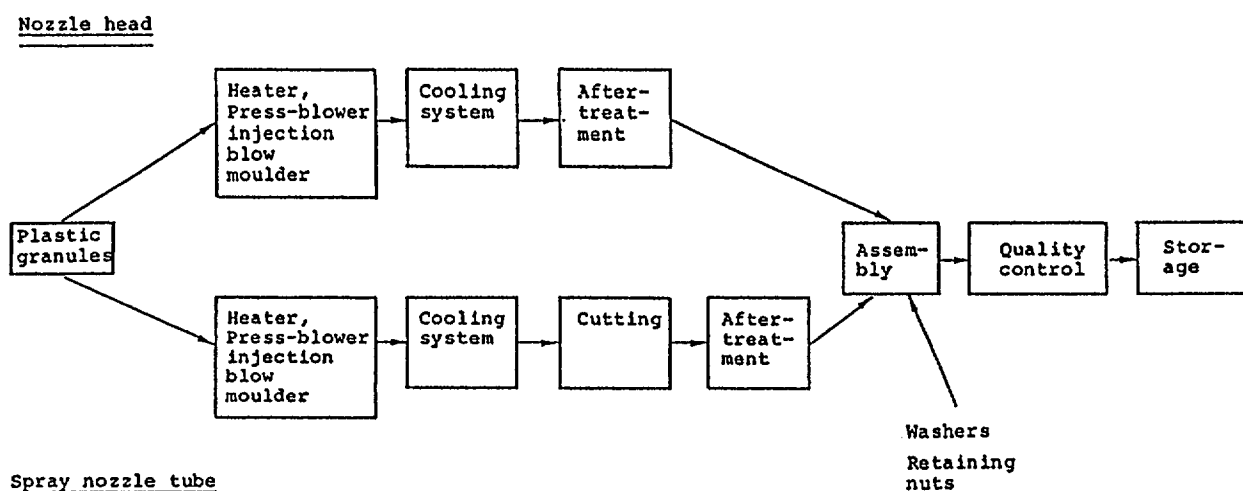 Nozzle head
Heater,
Press-blower
injection
blow
moulder
Cooling
system
After-
treat-
ment
Plastic
granules
Assem-
bly
Quality
control
Stor-
age
Heater,
Press-blower
injection
blow
moulder
Cooling
system
Cutting
After-
treat-
ment
Washers
Retaining
nuts
Spray nozzle tube